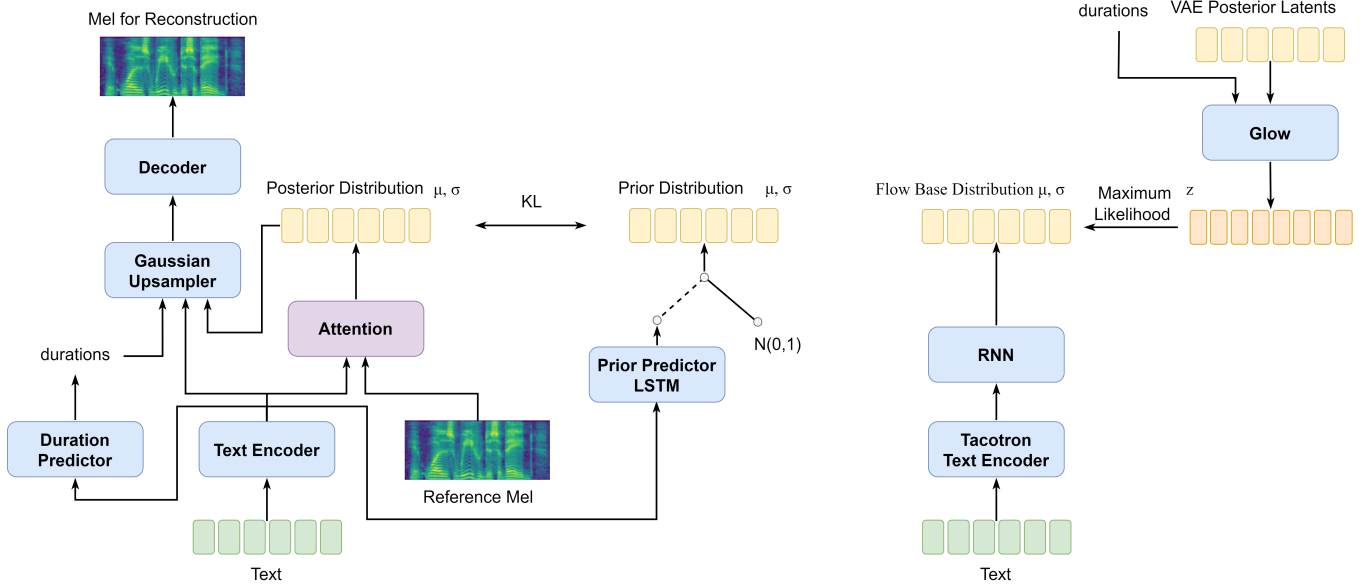 Mel for Reconstruction
Decoder
Gaussian
Upsampler
durations
Duration
Predictor
Text Encoder
Text
Posterior Distribution μ, σ
Attention
Reference Mel
KL
Prior Distribution μ, σ
N(0,1)
Prior Predictor
LSTM
durations
VAE Posterior Latents
Glow
Flow Base Distribution μ, σ
Maximum
Likelihood
z
RNN
Tacotron
Text Encoder
Text